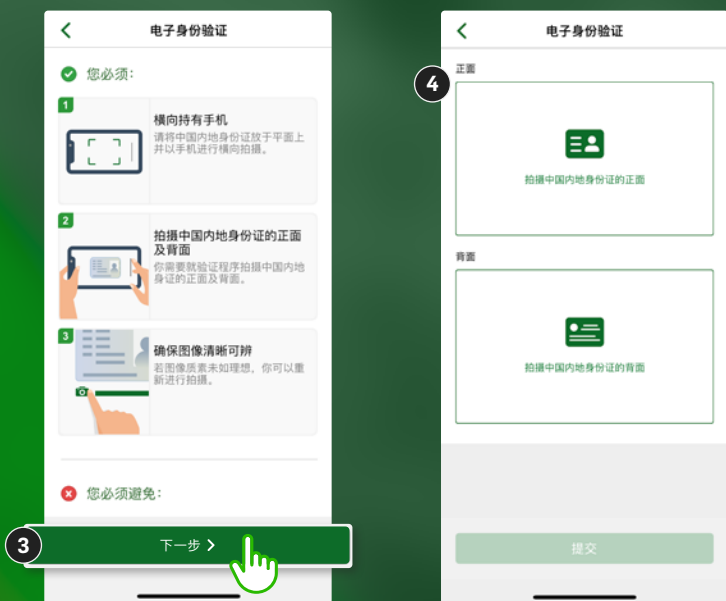 电子身份验证
您必须：
1
横向持有手机
请将中国内地身份证放于平面上
并以手机进行横向拍摄。
2
拍摄中国内地身份证的正面
及背面
你需要就验证程序拍摄中国内地
身证的正面及背面。
3
确保图像清晰可辨
若图像质素未如理想，你可以重
新进行拍摄。
您必须避免：
3
下一步
电子身份验证
4
正面
拍摄中国内地身份证的正面
背面
拍摄中国内地身份证的背面
提交